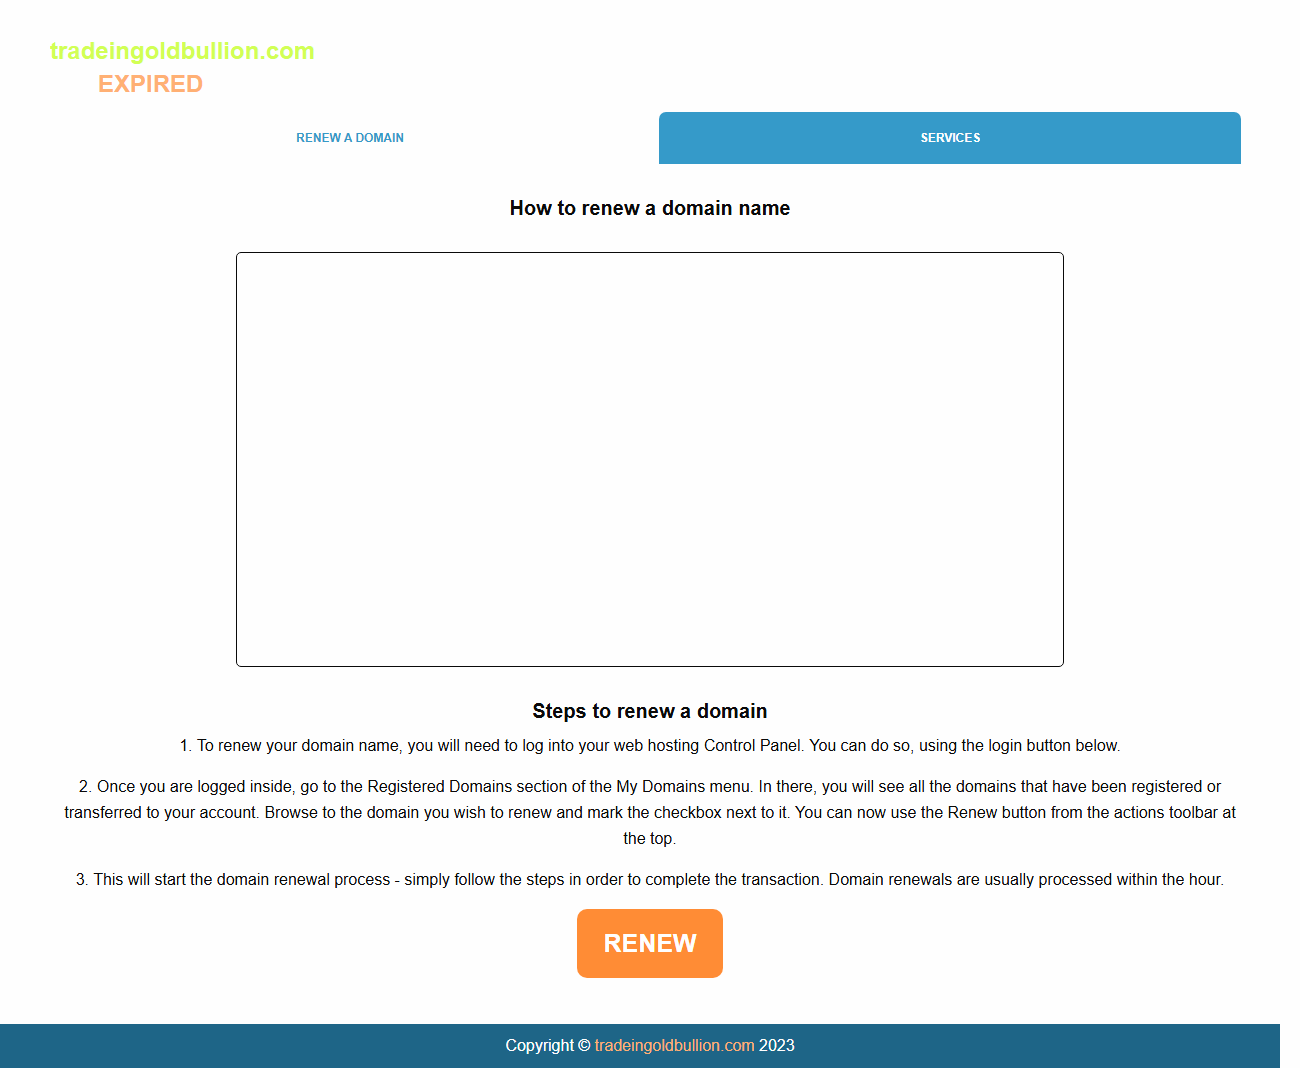 tradeingoldbullion.com
EXPIRED
RENEW A DOMAIN
SERVICES
How to renew a domain name
Steps to renew a domain
1. To renew your domain name, you will need to log into your web hosting Control Panel. You can do so, using the login button below.
2. Once you are logged inside, go to the Registered Domains section of the My Domains menu. In there, you will see all the domains that have been registered or
transferred to your account. Browse to the domain you wish to renew and mark the checkbox next to it. You can now use the Renew button from the actions toolbar at
the top.
3. This will start the domain renewal process - simply follow the steps in order to complete the transaction. Domain renewals are usually processed within the hour.
RENEW
Copyright © tradeingoldbullion.com 2023